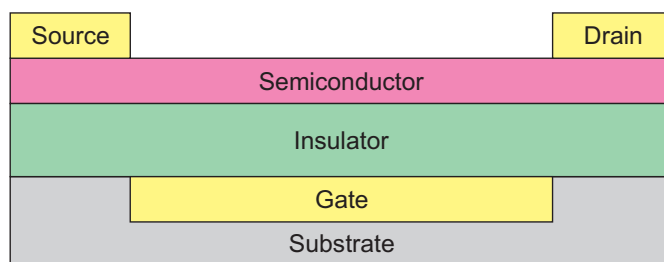 Source Drain
Semiconductor
Insulator
Gate
Substrate